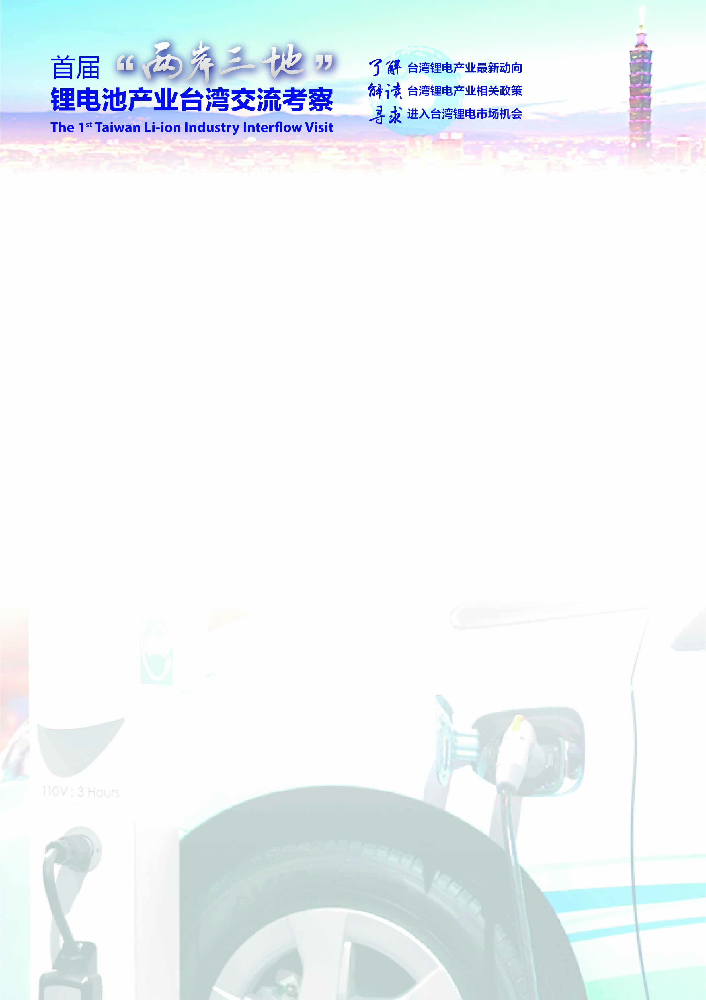 首届“两岸三地”
锂电池产业台湾交流考察
The 1st Taiwan Li-ion Industry Interflow Visit
了解 台湾锂电产业最新动向
解读 台湾锂电产业相关政策
寻求 进入台湾锂电市场机会
110V : 3 Hours